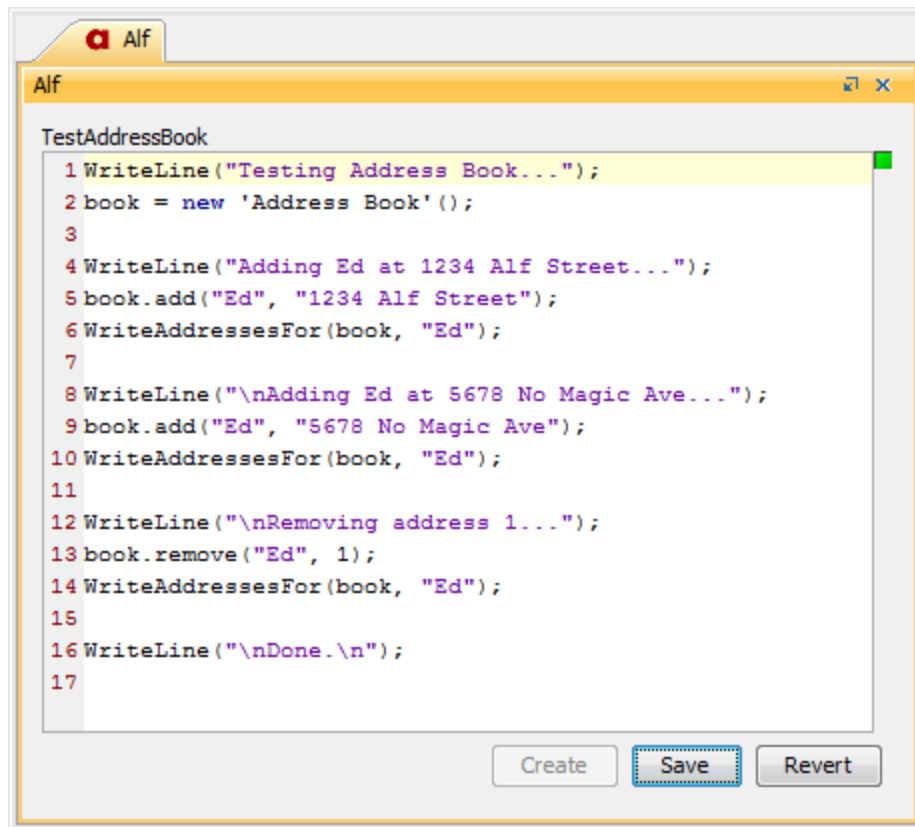 a Alf
Alf
TestAddressBook
1 WriteLine("Testing Address Book...");
2 book = new 'Address Book'();
3
4 WriteLine("Adding Ed at 1234 Alf Street...");
5 book.add("Ed", "1234 Alf Street");
6 WriteAddressesFor(book, "Ed");
7
8 WriteLine("\nAdding Ed at 5678 No Magic Ave...");
9 book.add("Ed", "5678 No Magic Ave");
10 WriteAddressesFor(book, "Ed");
11
12 WriteLine("\nRemoving address 1...");
13 book.remove("Ed", 1);
14 WriteAddressesFor(book, "Ed");
15
16 WriteLine("\nDone.\n");
17
Create Save Revert